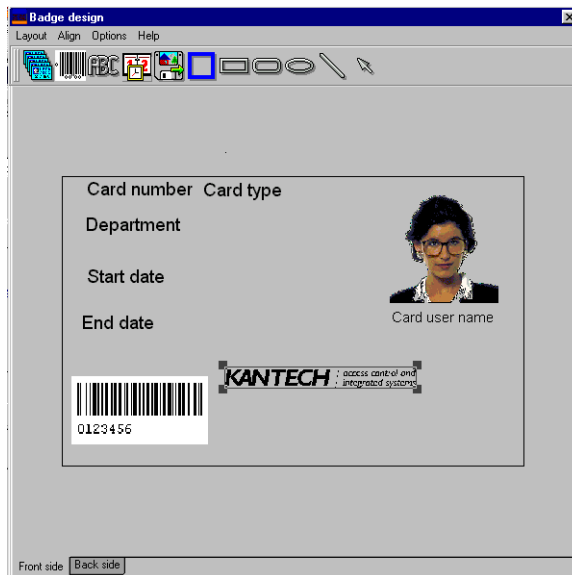 Badge design
Layout Align Options Help
ABC
Card number Card type
Department
Start date
End date
Card user name
KANTECH access control and
integrated systems
0123456
Front side Back side